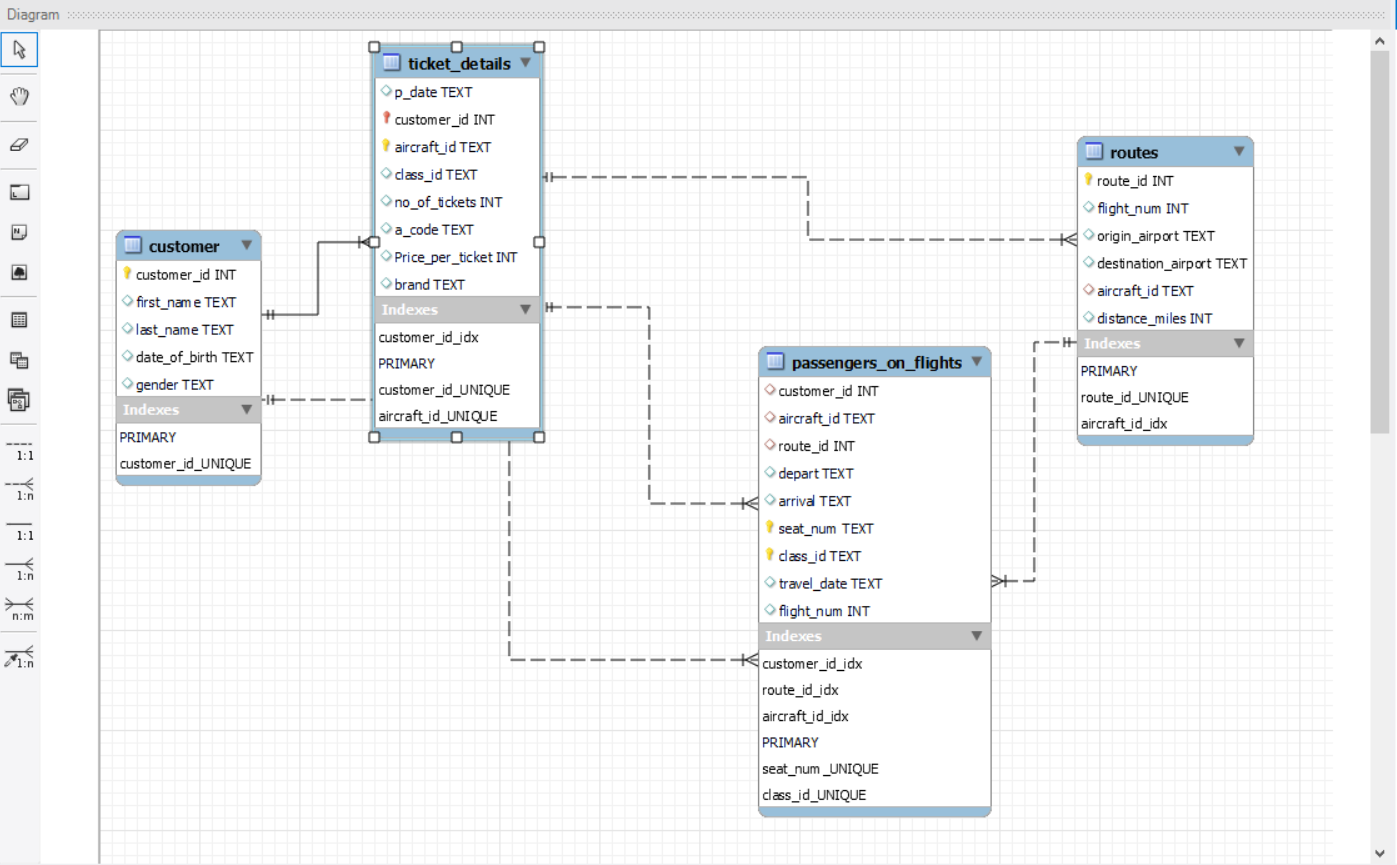 Diagram
ticket_details
p_date TEXT
customer_id INT
aircraft_id TEXT
class_id TEXT
no_of_tickets INT
a_code TEXT
Price_per_ticket INT
brand TEXT
Indexes
customer_id_idx
PRIMARY
customer_id_UNIQUE
aircraft_id_UNIQUE
customer
customer_id INT
first_name TEXT
last_name TEXT
date_of_birth TEXT
gender TEXT
Indexes
PRIMARY
customer_id_UNIQUE
routes
route_id INT
flight_num INT
origin_airport TEXT
destination_airport TEXT
aircraft_id TEXT
distance_miles INT
Indexes
PRIMARY
route_id_UNIQUE
aircraft_id_idx
passengers_on_flights
customer_id INT
aircraft_id TEXT
route_id INT
depart TEXT
arrival TEXT
seat_num TEXT
class_id TEXT
travel_date TEXT
flight_num INT
Indexes
customer_id_idx
route_id_idx
aircraft_id_idx
PRIMARY
seat_num _UNIQUE
class_id_UNIQUE
1:1
1:n
1:1
1:n
n:m
1:n